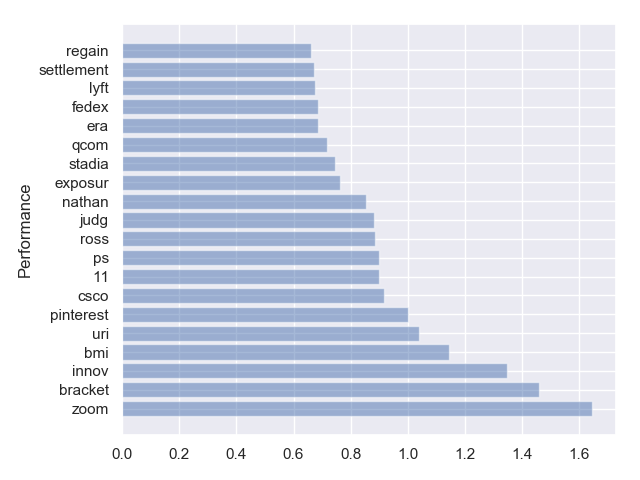 regain
settlement
lyft
fedex
era
qcom
stadia
exposur
nathan
judg
ross
ps
11
csco
pinterest
uri
bmi
innov
bracket
zoom
Performance
0.0 0.2 0.4 0.6 0.8 1.0 1.2 1.4 1.6